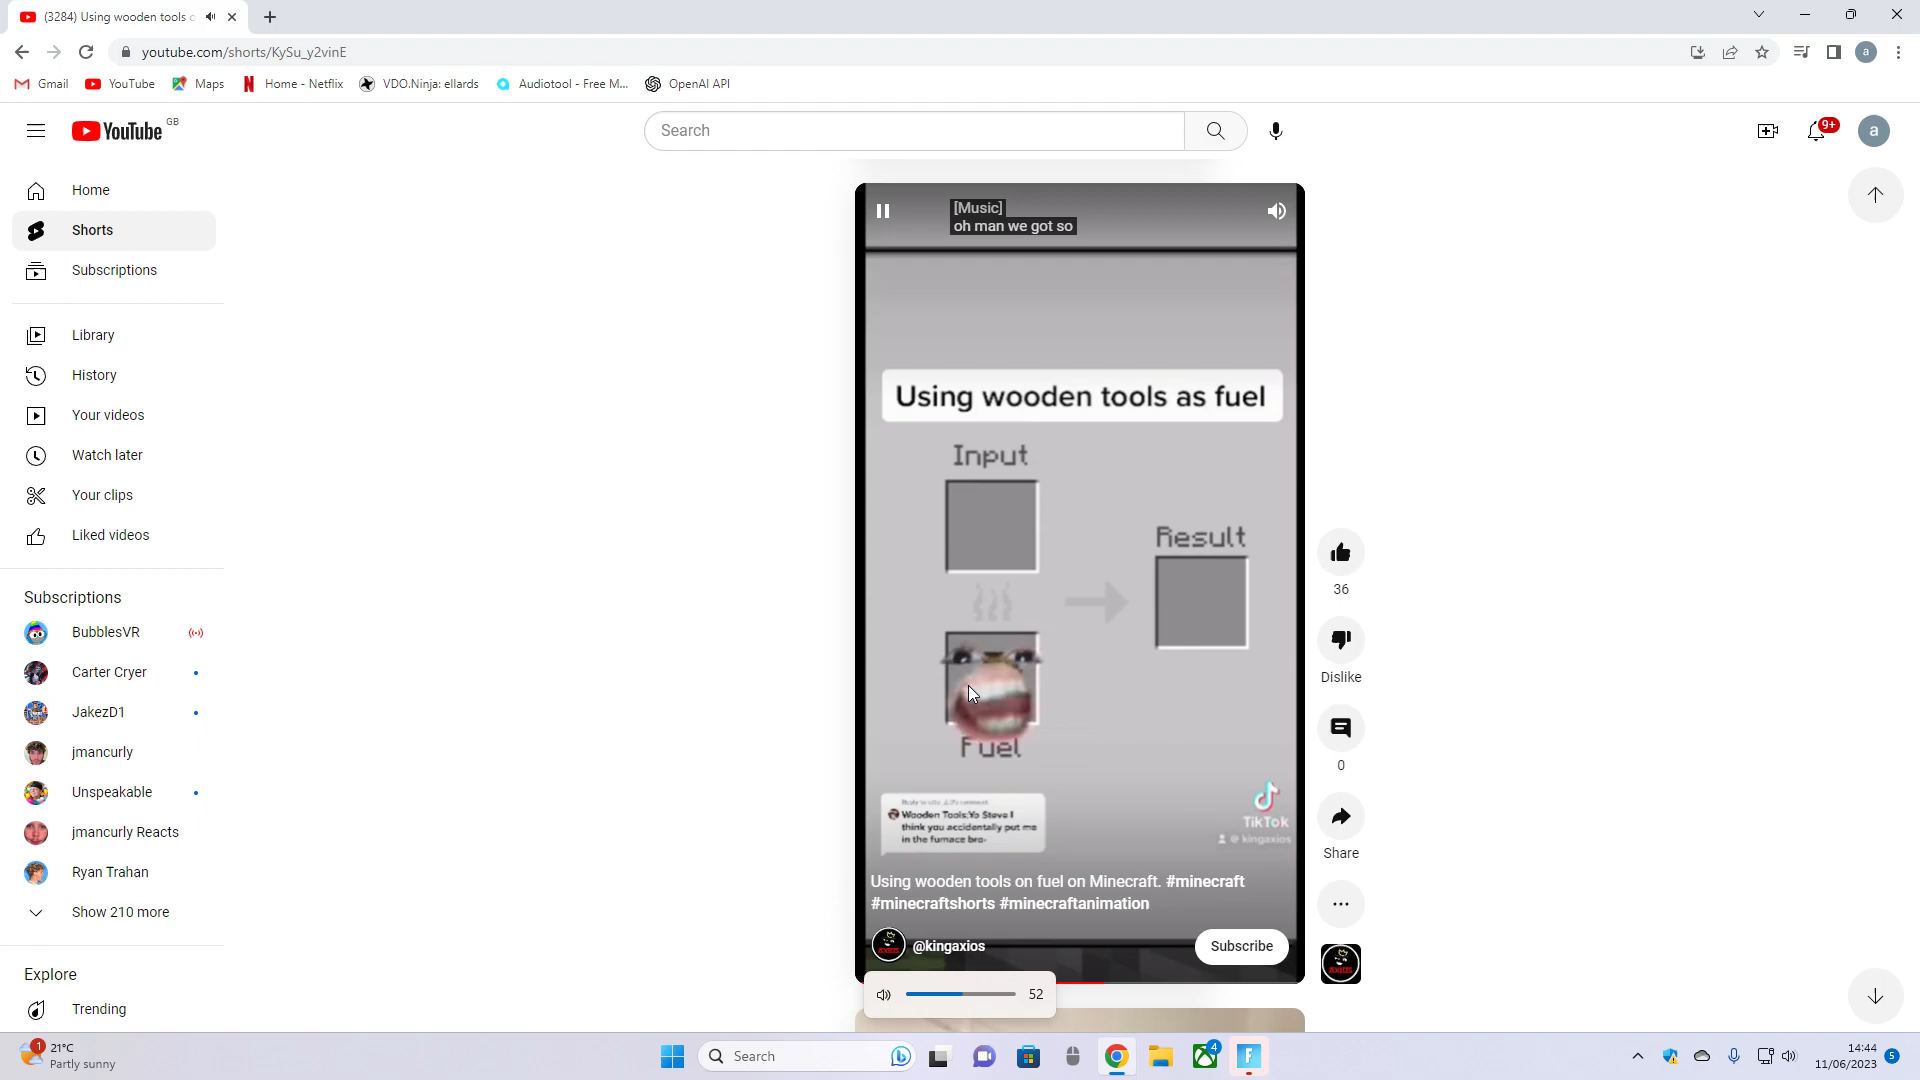 (3284) Using wooden tools o
youtube.com/shorts/KySu_y2vinE
a
Gmail
YouTube
Maps
Home - Netflix
VDO.Ninja: ellards
Audiotool - Free M...
OpenAI API
YouTube
GB
Search
9+
a
Home
Shorts
Subscriptions
Library
History
Your videos
Watch later
Your clips
Liked videos
Subscriptions
BubblesVR
Carter Cryer
JakezD1
jmancurly
Unspeakable
jmancurly Reacts
Ryan Trahan
Show 210 more
Explore
Trending
[Music]
oh man we got so
Using wooden tools as fuel
Input
Result
Fuel
Wooden Tools:Yo Steve I
think you accidentally put me
in the furnace bro-
TikTok
@ kingaxios
Using wooden tools on fuel on Minecraft. #minecraft
#minecraftshorts #minecraftanimation
@kingaxios
Subscribe
36
Dislike
0
Share
52
1
21°C
Partly sunny
Search
4
14:44
11/06/2023
5